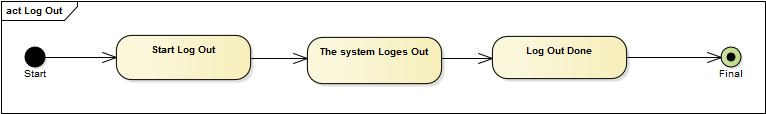 act Log Out
Start Log Out
The system Loges Out
Log Out Done
Start
Final